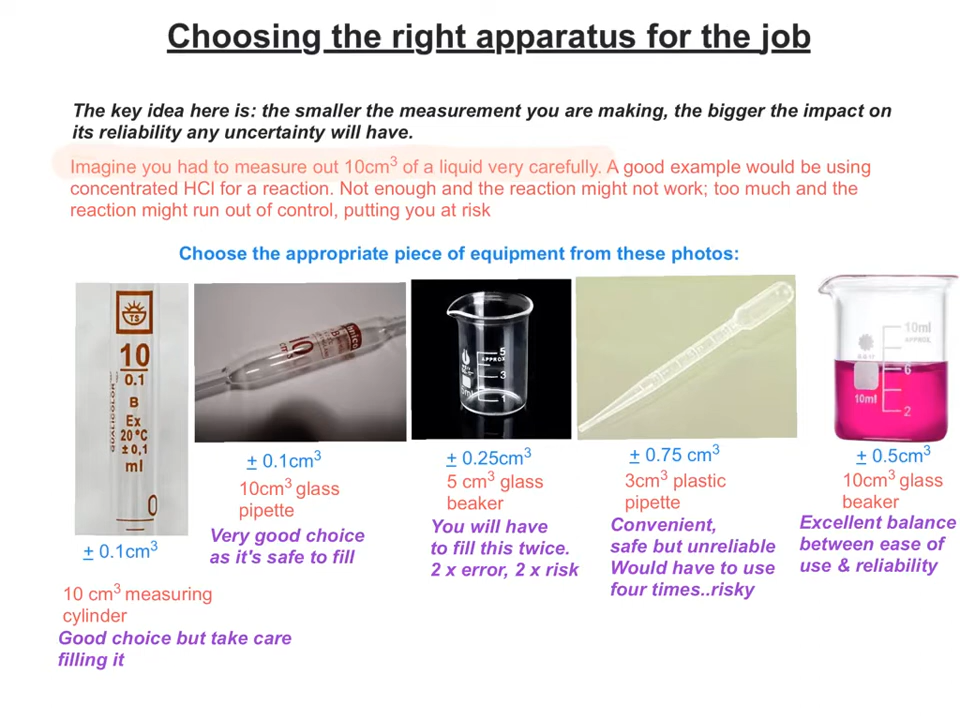 Choosing the right apparatus for the job
The key idea here is: the smaller the measurement you are making, the bigger the impact on
its reliability any uncertainty will have.
Imagine you had to measure out 10cm³ of a liquid very carefully. A good example would be using
concentrated HCl for a reaction. Not enough and the reaction might not work; too much and the
reaction might run out of control, putting you at risk
Choose the appropriate piece of equipment from these photos:
TS
10
0.1
B
Ex
20°C
±0,1
ml
0
± 0.1cm³
10 cm³ measuring
cylinder
Good choice but take care
filling it
10
± 0.1cm³
10cm³ glass
pipette
Very good choice
as it's safe to fill
5
APPROX
3
1
± 0.25cm³
5 cm³ glass
beaker
You will have
to fill this twice.
2 x error, 2 x risk
± 0.75 cm³
3cm³ plastic
pipette
Convenient,
safe but unreliable
Would have to use
four times..risky
10ml
APPROX
6
10ml
2
± 0.5cm³
10cm³ glass
beaker
Excellent balance
between ease of
use & reliability